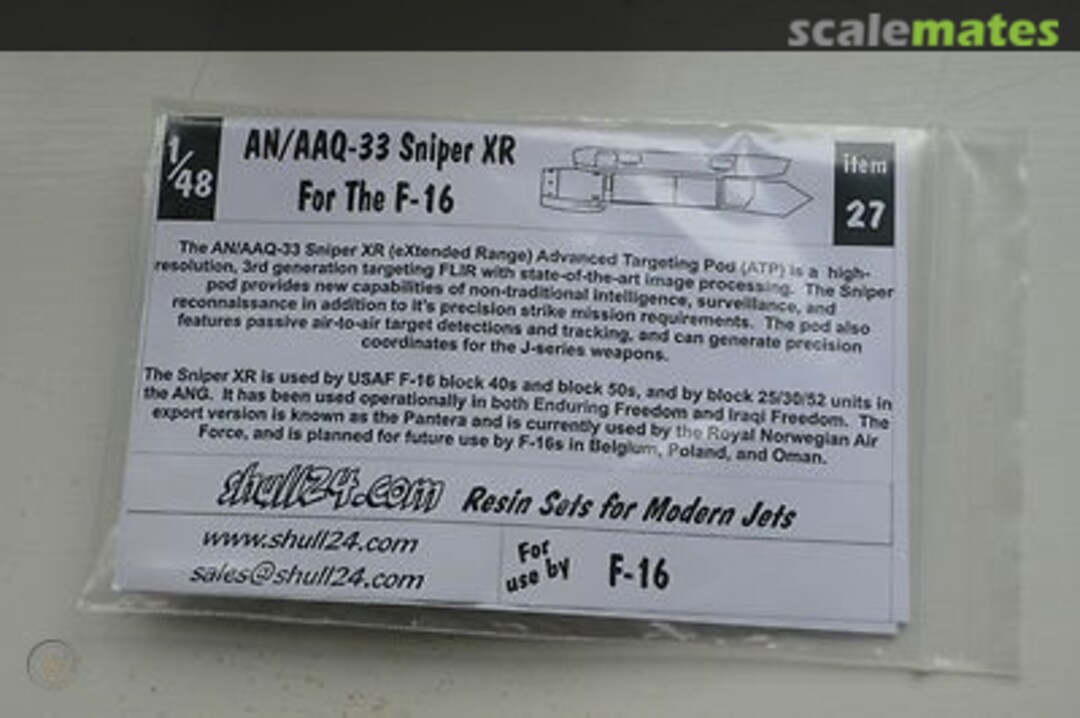 scalemates
1/48
AN/AAQ-33 Sniper XR
For The F-16
item
27
The AN/AAQ-33 Sniper XR (eXtended Range) Advanced Targeting Pod (ATP) is a high-
resolution, 3rd generation targeting FLIR with state-of-the-art image processing. The Sniper
pod provides new capabilities of non-traditional intelligence, surveillance, and
reconnaissance in addition to it's precision strike mission requirements. The pod also
features passive air-to-air target detections and tracking, and can generate precision
coordinates for the J-series weapons.
The Sniper XR is used by USAF F-16 block 40s and block 50s, and by block 25/30/52 units in
the ANG. It has been used operationally in both Enduring Freedom and Iraqi Freedom. The
export version is known as the Pantera and is currently used by the Royal Norwegian Air
Force, and is planned for future use by F-16s in Belgium, Poland, and Oman.
shull24.com Resin Sets for Modern Jets
www.shull24.com
sales@shull24.com
For
use by
F-16